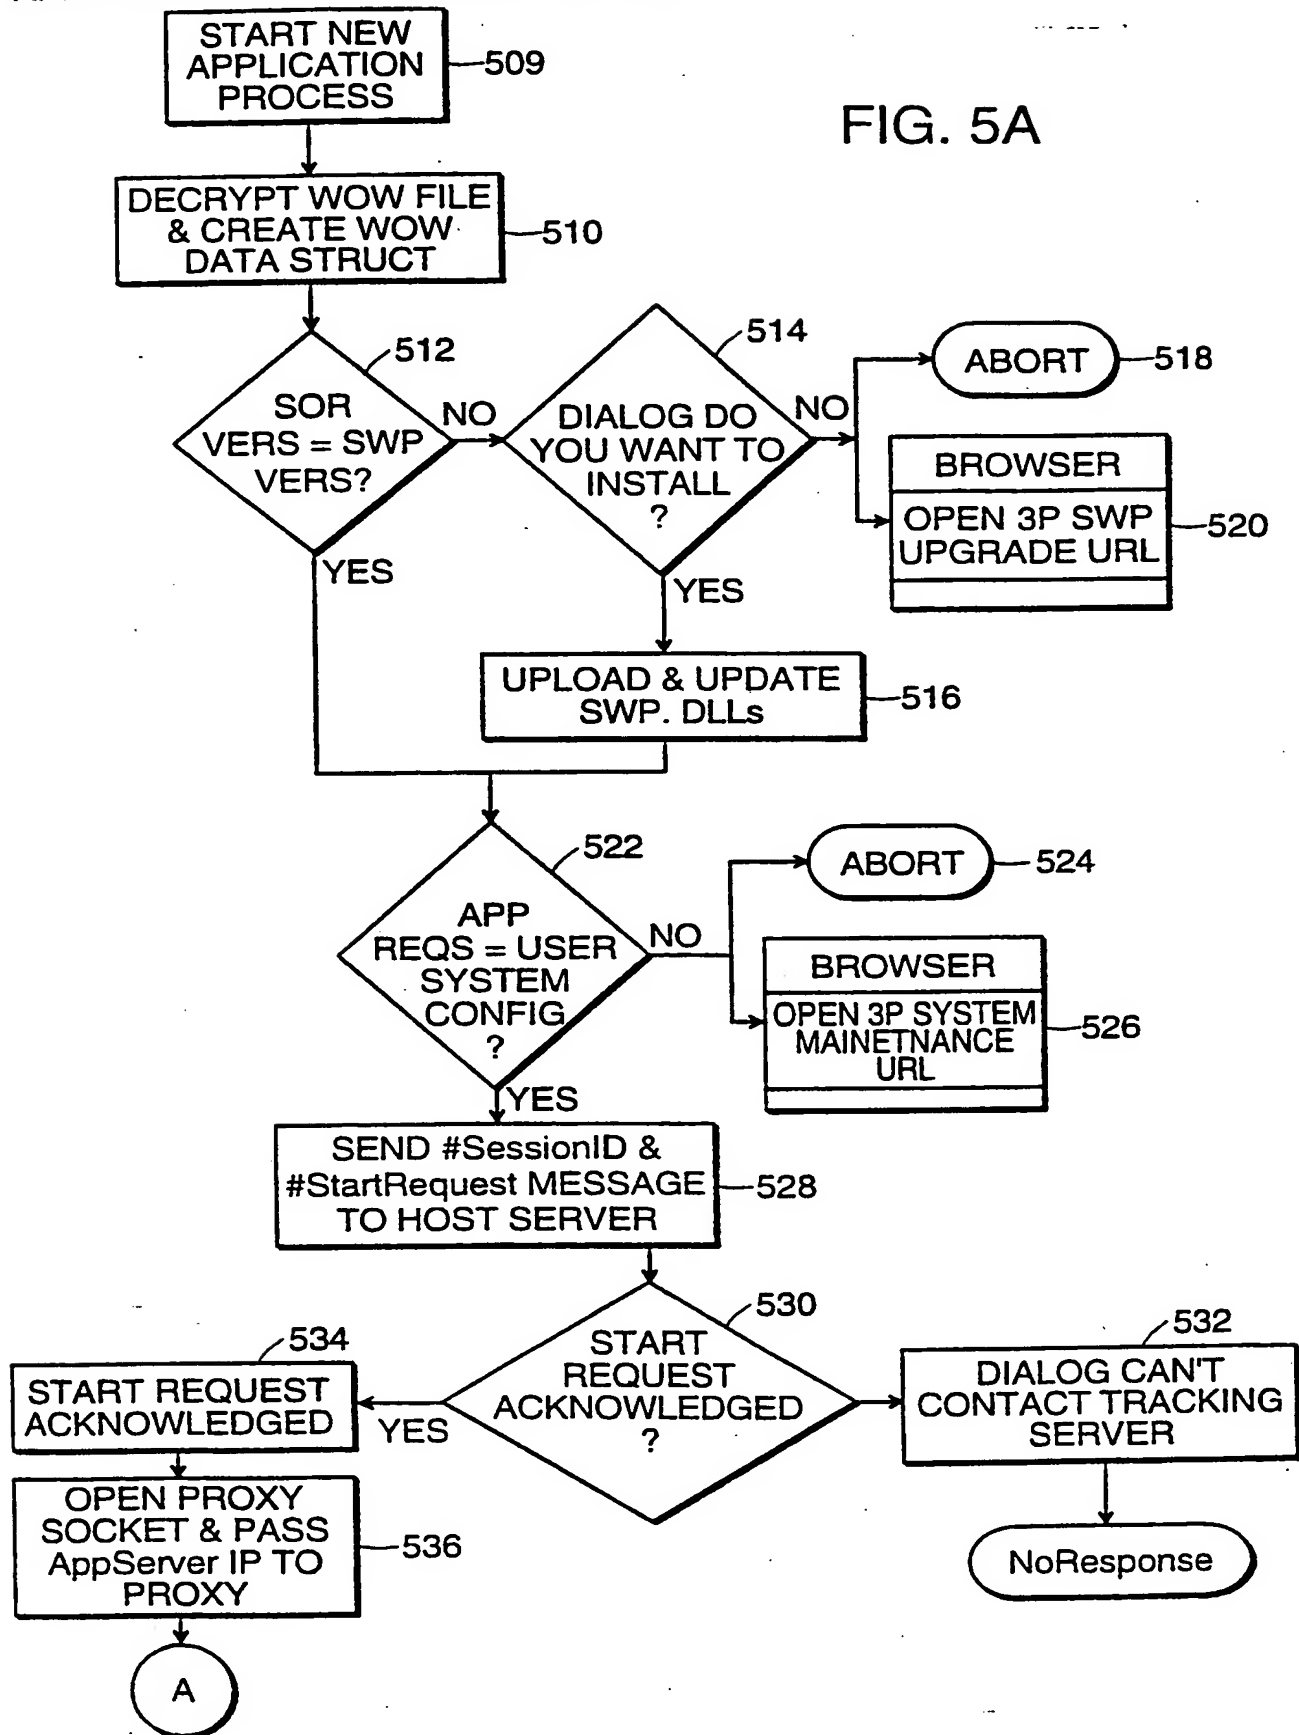 START NEW
APPLICATION
PROCESS
509
FIG. 5A
DECRYPT WOW FILE
& CREATE WOW
DATA STRUCT
510
512
SOR
VERS = SWP
VERS?
NO
YES
514
DIALOG DO
YOU WANT TO
INSTALL
?
NO
YES
ABORT
518
BROWSER
OPEN 3P SWP
UPGRADE URL
520
UPLOAD & UPDATE
SWP. DLLs
516
522
APP
REQS = USER
SYSTEM
CONFIG
?
NO
YES
ABORT
524
BROWSER
OPEN 3P SYSTEM
MAINETNANCE
URL
526
SEND #SessionID &
#StartRequest MESSAGE
TO HOST SERVER
528
530
START
REQUEST
ACKNOWLEDGED
?
YES
534
START REQUEST
ACKNOWLEDGED
532
DIALOG CAN'T
CONTACT TRACKING
SERVER
OPEN PROXY
SOCKET & PASS
AppServer IP TO
PROXY
536
NoResponse
A